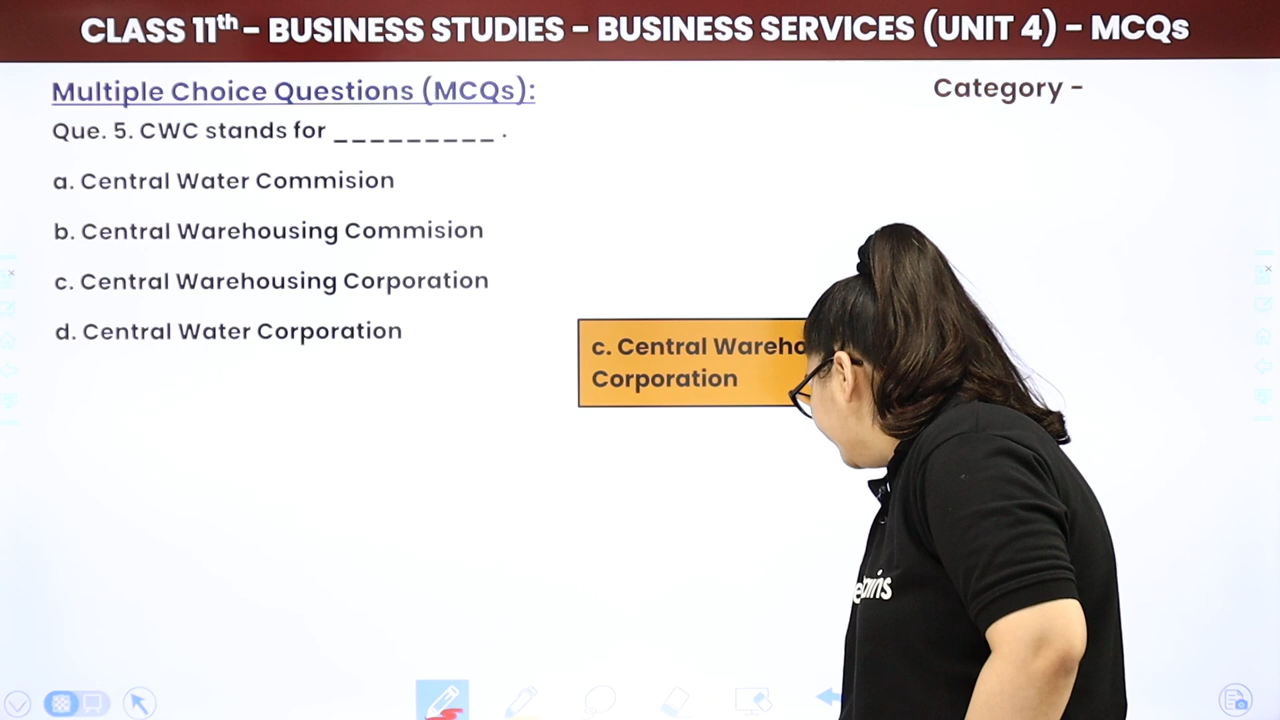 CLASS 11th - BUSINESS STUDIES - BUSINESS SERVICES (UNIT 4) - MCQs
Multiple Choice Questions (MCQs):
Category -
Que. 5. CWC stands for _________ .
a. Central Water Commision
b. Central Warehousing Commision
c. Central Warehousing Corporation
d. Central Water Corporation
c. Central Wareho
Corporation